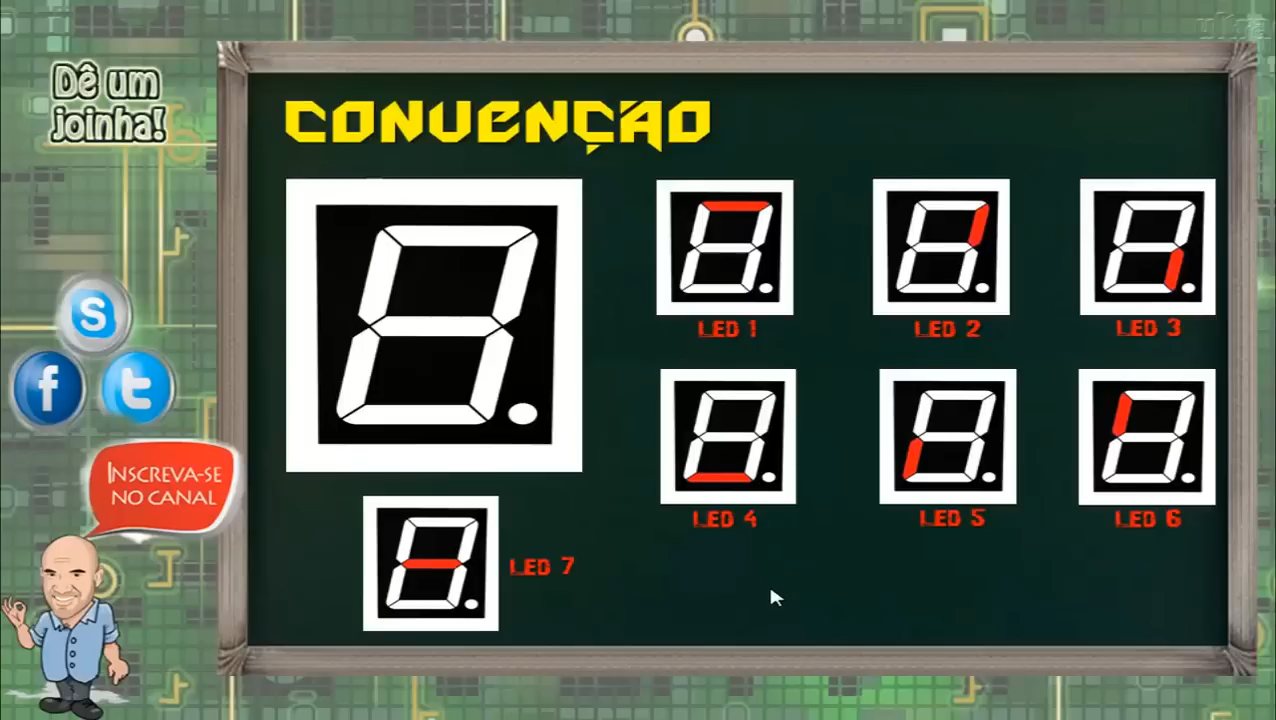 ultra
Dê um
joinha!
CONVENÇÃO
LED 1
LED 2
LED 3
LED 4
LED 5
LED 6
LED 7
INSCREVA-SE
NO CANAL